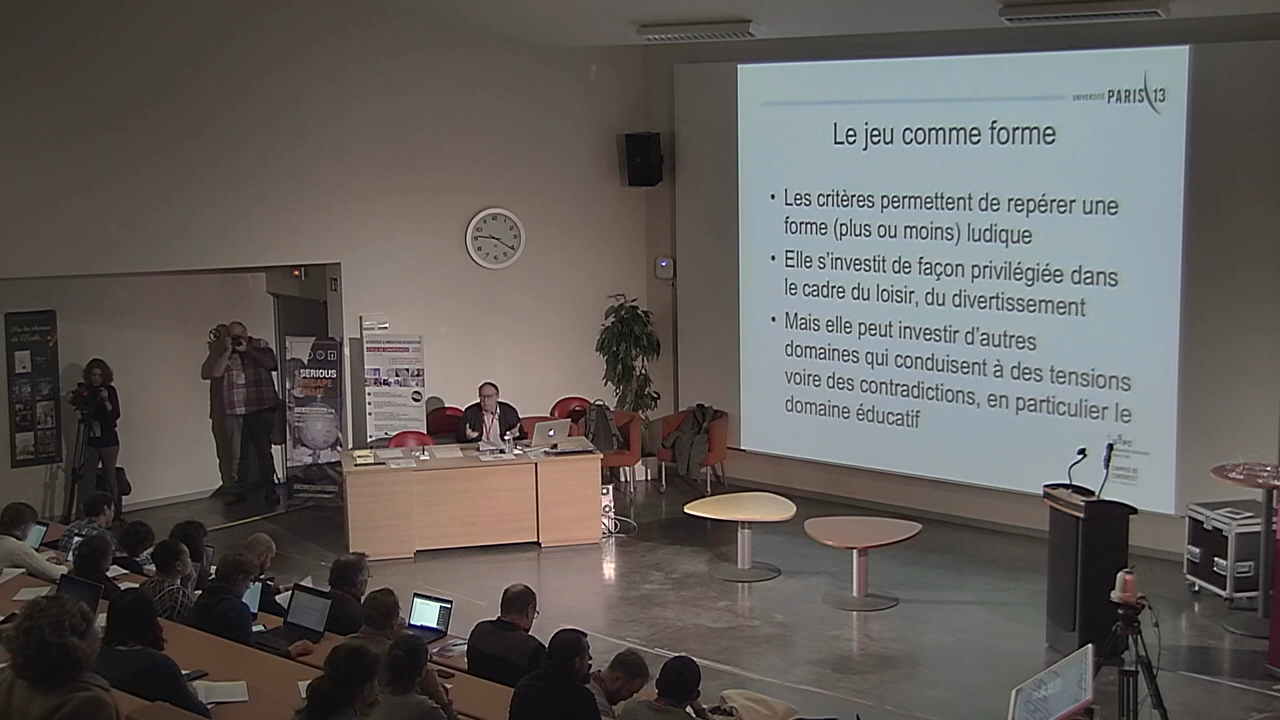 UNIVERSITÉ PARIS 13
Le jeu comme forme
• Les critères permettent de repérer une
forme (plus ou moins) ludique
• Elle s'investit de façon privilégiée dans
le cadre du loisir, du divertissement
• Mais elle peut investir d'autres
domaines qui conduisent à des tensions
voire des contradictions, en particulier le
domaine éducatif
SERIOUS